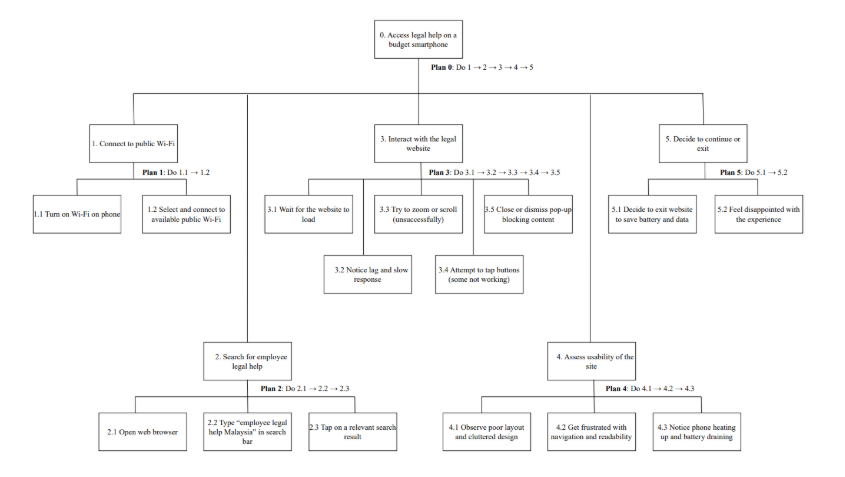 0. Access legal help on a
budget smartphone
Plan 0: Do 1 → 2 → 3 → 4 → 5
1. Connect to public Wi-Fi
Plan 1: Do 1.1 → 1.2
1.1 Turn on Wi-Fi on phone
1.2 Select and connect to
available public Wi-Fi
3. Interact with the legal
website
Plan 3: Do 3.1 → 3.2 → 3.3 → 3.4 → 3.5
3.1 Wait for the website to
load
3.3 Try to zoom or scroll
(unsuccessfully)
3.5 Close or dismiss pop-up
blocking content
3.2 Notice lag and slow
response
3.4 Attempt to tap buttons
(some not working)
5. Decide to continue or
exit
Plan 5: Do 5.1 → 5.2
5.1 Decide to exit website
to save battery and data
5.2 Feel disappointed with
the experience
2. Search for employee
legal help
Plan 2: Do 2.1 → 2.2 → 2.3
2.1 Open web browser
2.2 Type “employee legal
help Malaysia” in search
bar
2.3 Tap on a relevant search
result
4. Assess usability of the
site
Plan 4: Do 4.1 → 4.2 → 4.3
4.1 Observe poor layout
and cluttered design
4.2 Get frustrated with
navigation and readability
4.3 Notice phone heating
up and battery draining